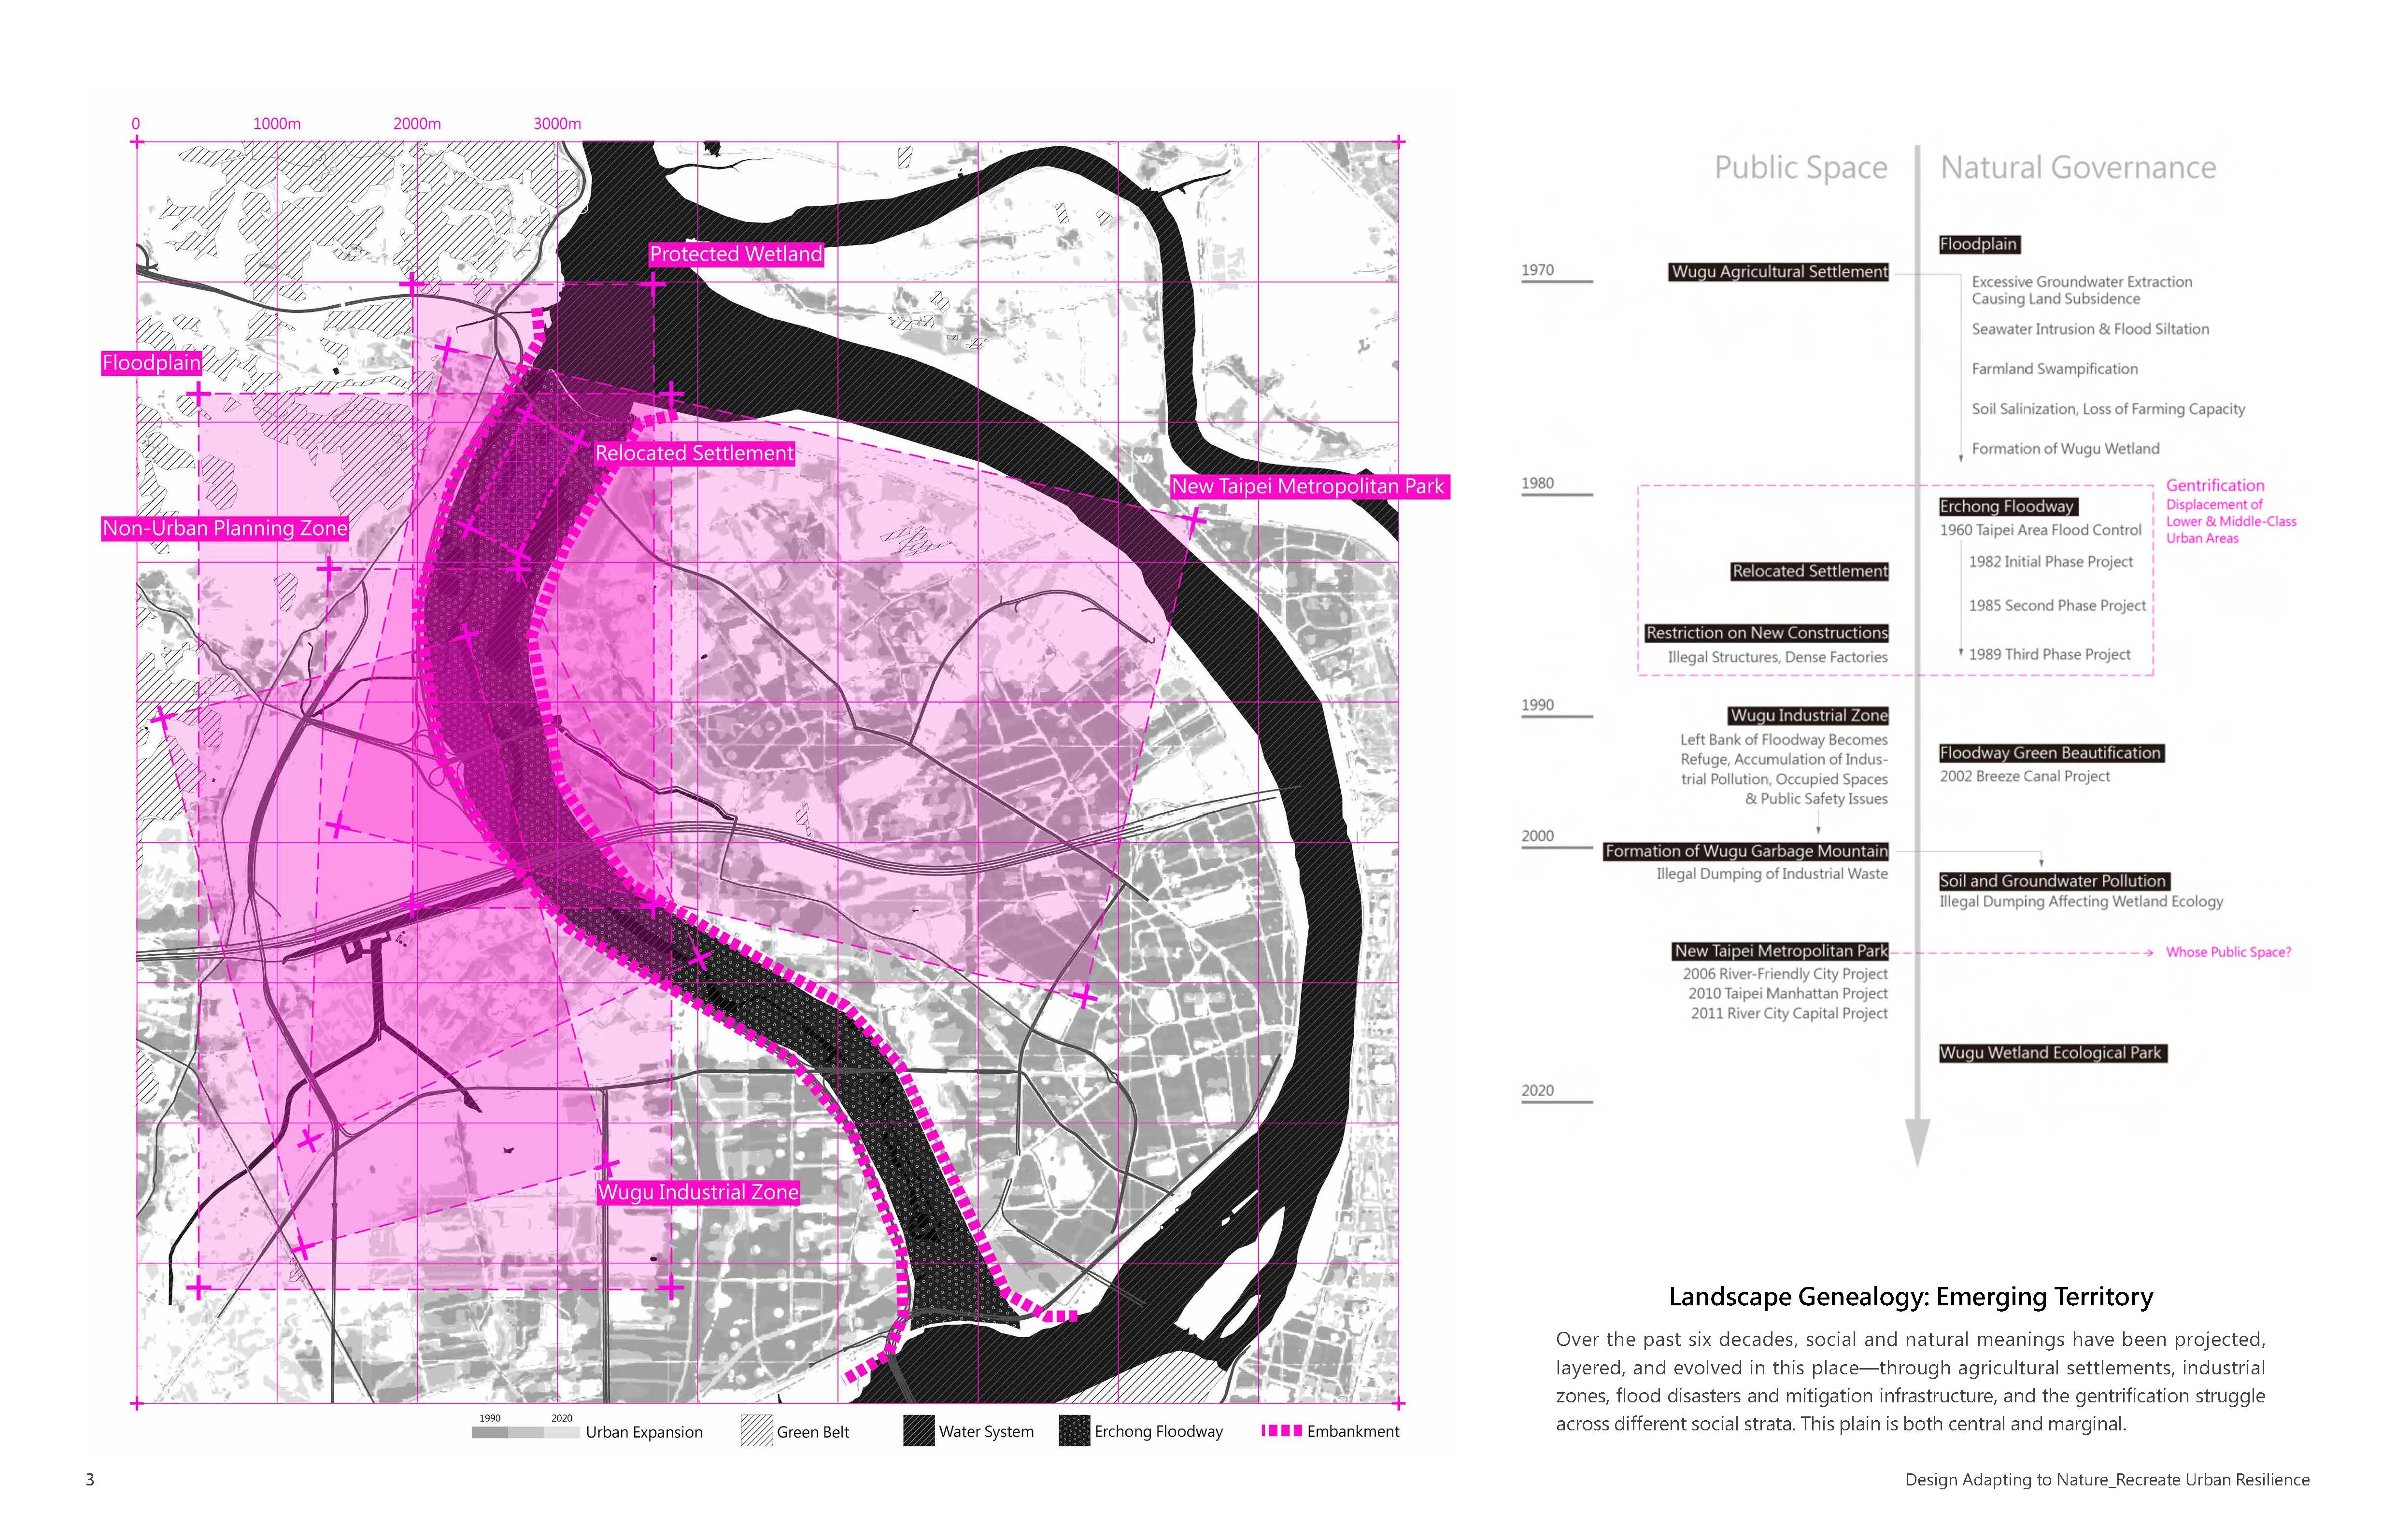 0
1000m
2000m
3000m
Protected Wetland
Floodplain
Relocated Settlement
New Taipei Metropolitan Park
Non-Urban Planning Zone
Wugu Industrial Zone
1990
2020
Urban Expansion
Green Belt
Water System
Erchong Floodway
Embankment
3
Public Space
Natural Governance
Floodplain
1970
Wugu Agricultural Settlement
Excessive Groundwater Extraction
Causing Land Subsidence
Seawater Intrusion & Flood Siltation
Farmland Swampification
Soil Salinization, Loss of Farming Capacity
Formation of Wugu Wetland
1980
Gentrification
Displacement of
Lower & Middle-Class
Urban Areas
Erchong Floodway
1960 Taipei Area Flood Control
1982 Initial Phase Project
Relocated Settlement
1985 Second Phase Project
Restriction on New Constructions
Illegal Structures, Dense Factories
1989 Third Phase Project
1990
Wugu Industrial Zone
Left Bank of Floodway Becomes
Refuge, Accumulation of Indus-
trial Pollution, Occupied Spaces
& Public Safety Issues
Floodway Green Beautification
2002 Breeze Canal Project
2000
Formation of Wugu Garbage Mountain
Illegal Dumping of Industrial Waste
Soil and Groundwater Pollution
Illegal Dumping Affecting Wetland Ecology
New Taipei Metropolitan Park
2006 River-Friendly City Project
2010 Taipei Manhattan Project
2011 River City Capital Project
Whose Public Space?
Wugu Wetland Ecological Park
2020
Landscape Genealogy: Emerging Territory
Over the past six decades, social and natural meanings have been projected,
layered, and evolved in this place—through agricultural settlements, industrial
zones, flood disasters and mitigation infrastructure, and the gentrification struggle
across different social strata. This plain is both central and marginal.
Design Adapting to Nature_Recreate Urban Resilience